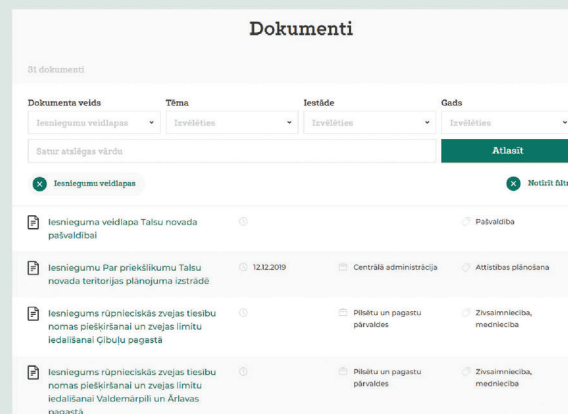 Dokumenti
31 dokumenti
Dokumenta veids Tēma Iestāde Gads
Iesniegumu veidlapas Izvēlēties Izvēlēties Izvēlēties
Satur atslēgas vārdu Atlasīt
Iesniegumu veidlapas Notīrīt filtr
Iesnieguma veidlapa Talsu novada Pašvaldība
pašvaldībai
Iesniegumu Par priekšlikumu Talsu 12.12.2019 Centrālā administrācija Attīstības plānošana
novada teritorijas plānojuma izstrādē
Iesniegums rūpnieciskās zvejas tiesību Pilsētu un pagastu Zivsaimniecība,
nomas piešķiršanai un zvejas limitu pārvaldes medniecība
iedalīšanai Ģibuļu pagastā
Iesniegums rūpnieciskās zvejas tiesību Pilsētu un pagastu Zivsaimniecība,
nomas piešķiršanai un zvejas limitu pārvaldes medniecība
iedalīšanai Valdemārpilī un Ārlavas
pagastā